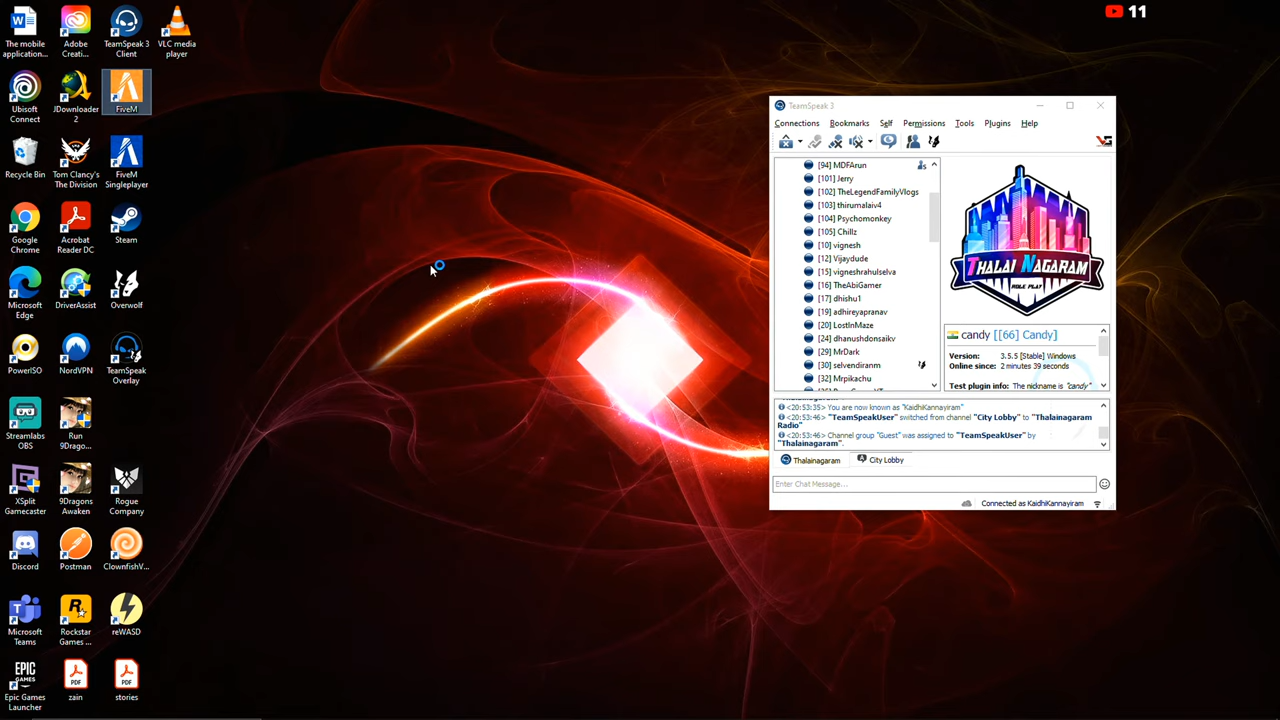 11
The mobile
application...
Adobe
Creati...
TeamSpeak 3
Client
VLC media
player
Ubisoft
Connect
JDownloader
2
FiveM
Recycle Bin
Tom Clancy's
The Division
FiveM
Singleplayer
Google
Chrome
Acrobat
Reader DC
Steam
Microsoft
Edge
DriverAssist
Overwolf
PowerISO
NordVPN
TeamSpeak
Overlay
Streamlabs
OBS
Run
9Drago...
XSplit
Gamecaster
9Dragons
Awaken
Rogue
Company
Discord
Postman
ClownfishV...
Microsoft
Teams
Rockstar
Games ...
reWASD
EPIC
GAMES
Epic Games
Launcher
PDF
zain
PDF
stories
TeamSpeak 3
Connections Bookmarks Self Permissions Tools Plugins Help
[94] MDFArun
[101] Jerry
[102] TheLegendFamilyVlogs
[103] thirumalaiv4
[104] Psychomonkey
[105] Chillz
[10] vignesh
[12] Vijaydude
[15] vigneshrahulselva
[16] TheAbiGamer
[17] dhishu1
[19] adhireyapranav
[20] LostInMaze
[24] dhanushdonsaikv
[29] MrDark
[30] selvendiranm
[32] Mrpikachu
THALAI NAGARAM
ROLE PLAY
candy [[66] Candy]
Version: 3.5.5 [Stable] Windows
Online since: 2 minutes 39 seconds
Test plugin info: The nickname is "candy"
<20:53:35> You are now known as "KaidhiKannayiram"
<20:53:46> "TeamSpeakUser" switched from channel "City Lobby" to "Thalainagaram
Radio"
<20:53:46> Channel group "Guest" was assigned to "TeamSpeakUser" by
"Thalainagaram".
Thalainagaram City Lobby
Enter Chat Message...
Connected as KaidhiKannayiram